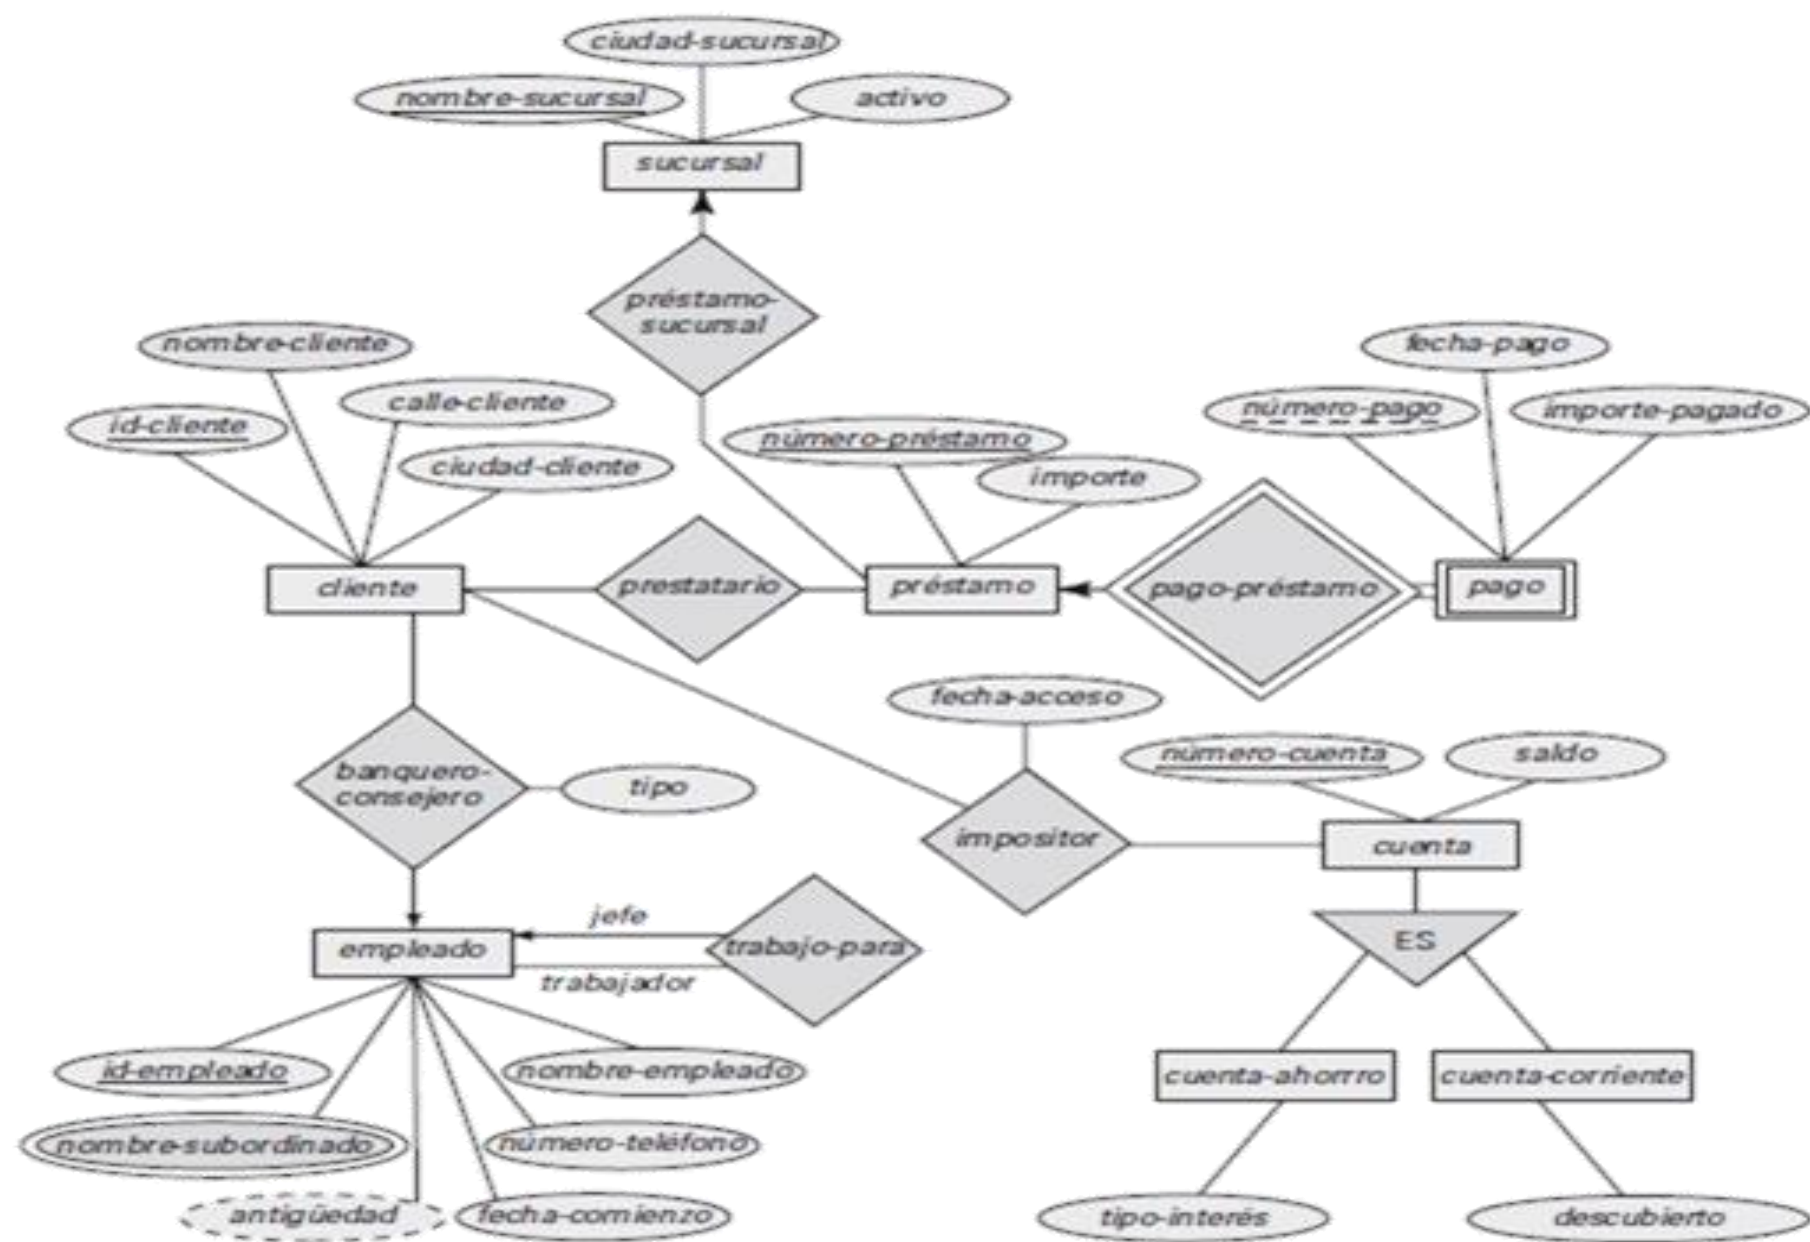 ciudad-sucursal
nombre-sucursal
activo
sucursal
préstamo-
sucursal
nombre-cliente
calle-cliente
id-cliente
ciudad-cliente
número-préstamo
importe
fecha-pago
número-pago
importe-pagado
cliente
prestatario
préstamo
pago-préstamo
pago
fecha-acceso
banquero-
consejero
tipo
número-cuenta
saldo
impositor
cuenta
jefe
empleado
trabajo-para
trabajador
ES
id-empleado
nombre-empleado
cuenta-ahorrro
cuenta-corriente
nombre-subordinado
número-teléfono
antigüedad
fecha-comienzo
tipo-interés
descubierto